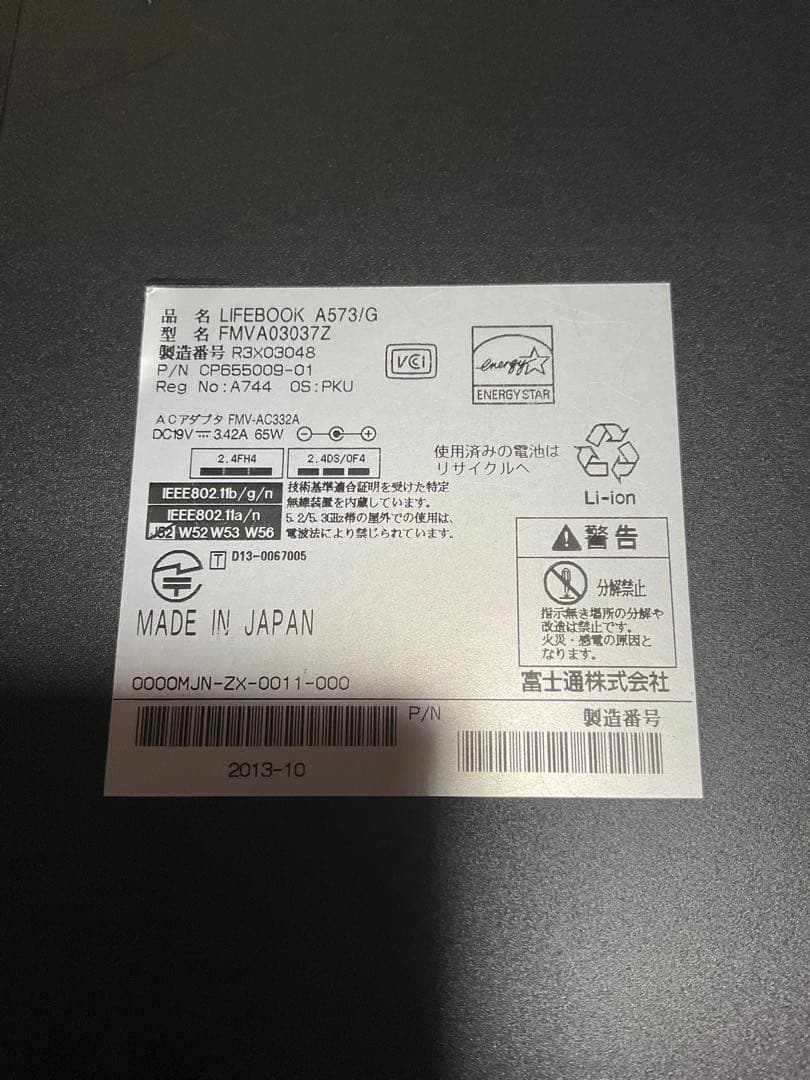 品 名 LIFEBOOK A573/G
型 名 FMVA03037Z
製造番号 R3X03048
P/N CP655009-01
Reg No:A744 OS:PKU
VCI
energy
ENERGY STAR
ACアダプタ FMV-AC332A
DC19V 3.42A 65W
2.4FH4
2.4DS/OF4
使用済みの電池は
リサイクルへ
Li-ion
IEEE802.11b/g/n
IEEE802.11a/n
J52 W52 W53 W56
技術基準適合証明を受けた特定
無線装置を内蔵しています。
5.2/5.3GHz帯の屋外での使用は、
電波法により禁じられています。
T D13-0067005
MADE IN JAPAN
警告
分解禁止
指示無き場所の分解や
改造は禁止です。
火災・感電の原因と
なります。
0000MJN-ZX-0011-000
富士通株式会社
P/N
製造番号
2013-10